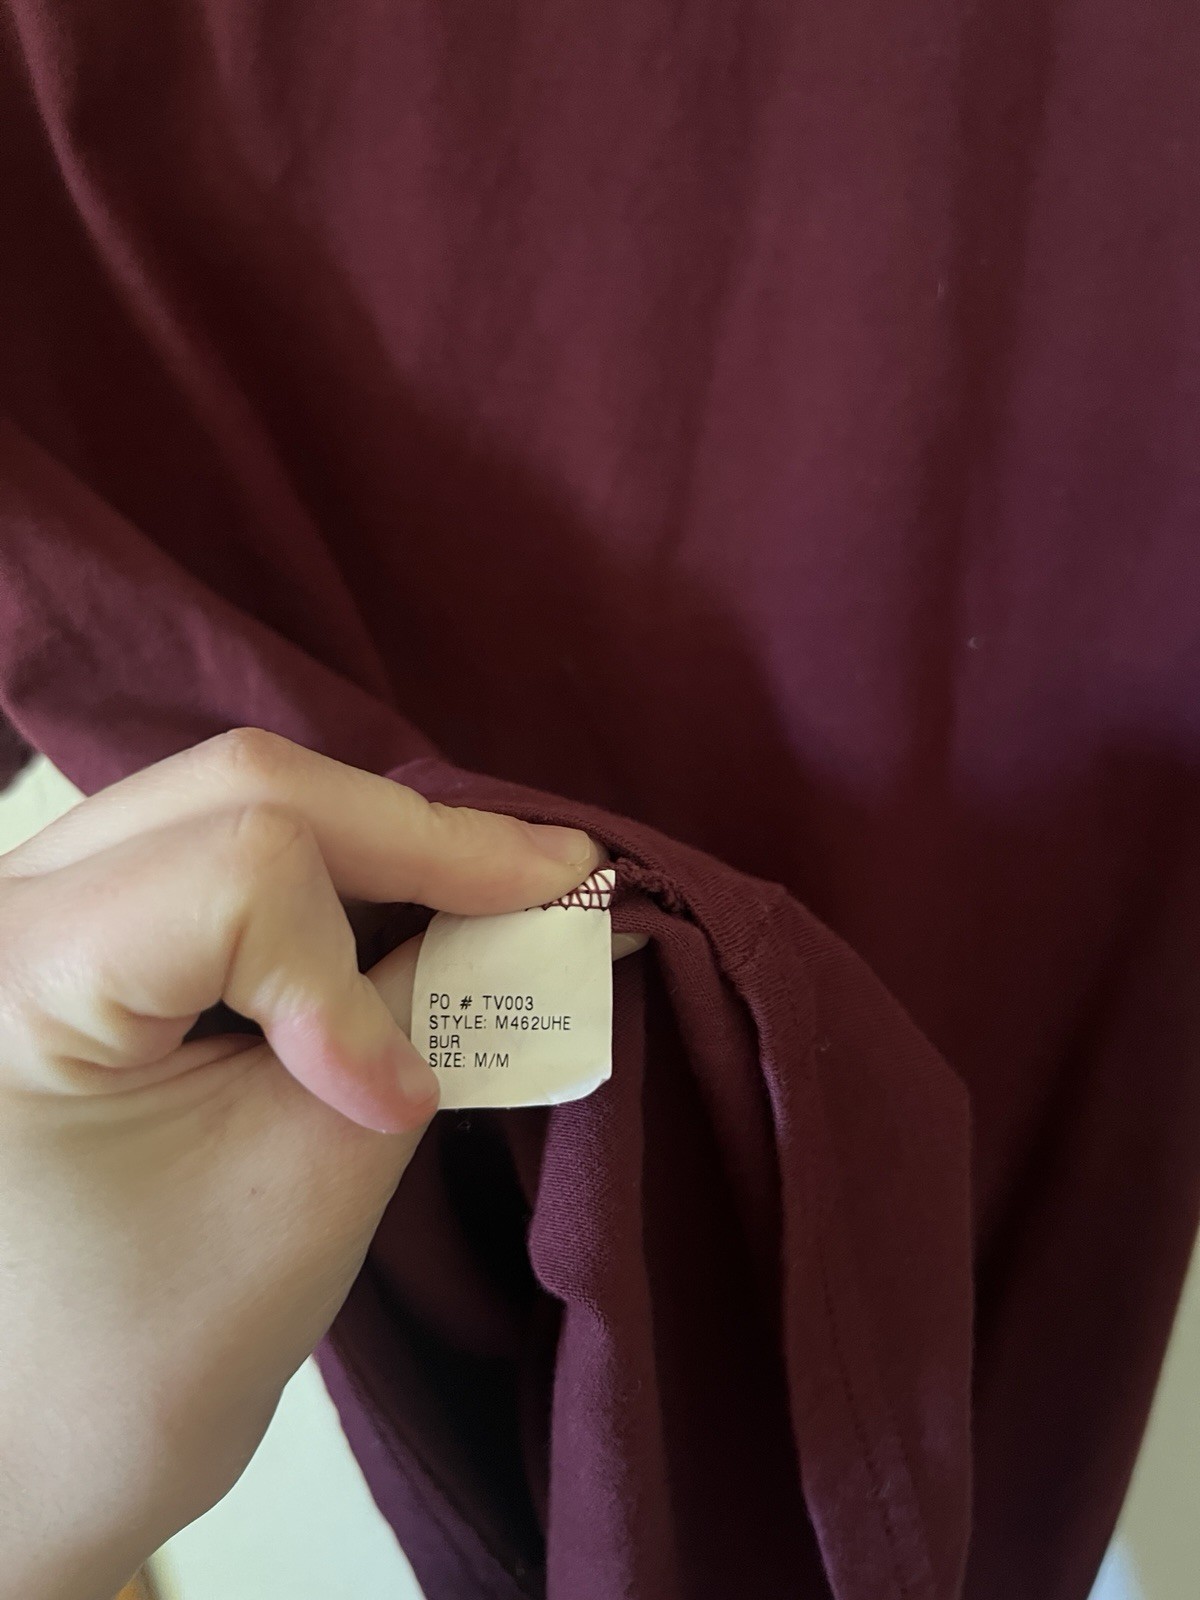 PO # TV003
STYLE: M462UHE
BUR
SIZE: M/M